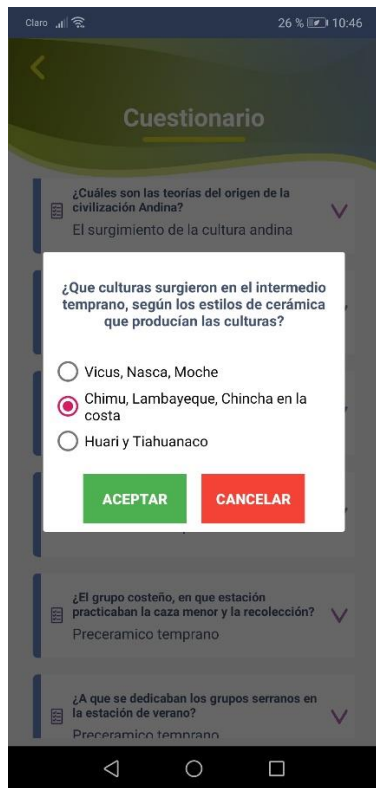 Claro 26 % 10:46
Cuestionario
¿Cuáles son las teorías del origen de la
civilización Andina?
El surgimiento de la cultura andina
¿Que culturas surgieron en el intermedio
temprano, según los estilos de cerámica
que producían las culturas?
Vicus, Nasca, Moche
Chimu, Lambayeque, Chincha en la
costa
Huari y Tiahuanaco
ACEPTAR CANCELAR
¿El grupo costeño, en que estación
practicaban la caza menor y la recolección?
Preceramico temprano
¿A que se dedicaban los grupos serranos en
la estación de verano?
Preceramico temprano